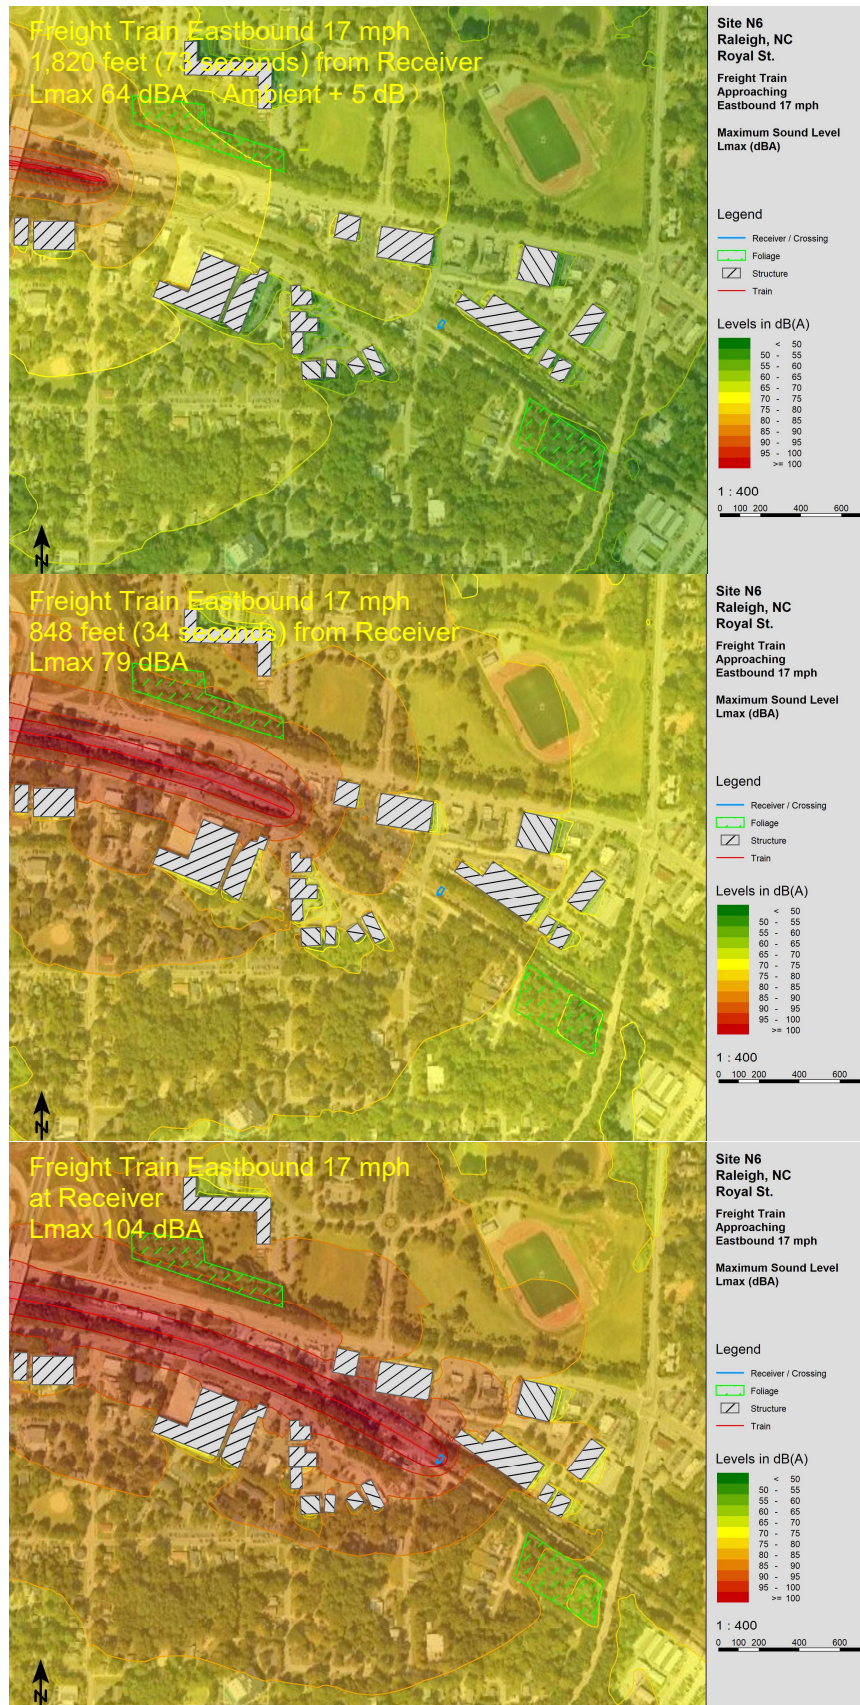 Freight Train Eastbound 17 mph
1,820 feet (73 seconds) from Receiver
Lmax 64 dBA (Ambient + 5 dB)
N
Site N6
Raleigh, NC
Royal St.
Freight Train
Approaching
Eastbound 17 mph
Maximum Sound Level
Lmax (dBA)
Legend
Receiver / Crossing
Foliage
Structure
Train
Levels in dB(A)
< 50
50 - 55
55 - 60
60 - 65
65 - 70
70 - 75
75 - 80
80 - 85
85 - 90
90 - 95
95 - 100
>= 100
1 : 400
0 100 200 400 600
Freight Train Eastbound 17 mph
848 feet (34 seconds) from Receiver
Lmax 79 dBA
N
Site N6
Raleigh, NC
Royal St.
Freight Train
Approaching
Eastbound 17 mph
Maximum Sound Level
Lmax (dBA)
Legend
Receiver / Crossing
Foliage
Structure
Train
Levels in dB(A)
< 50
50 - 55
55 - 60
60 - 65
65 - 70
70 - 75
75 - 80
80 - 85
85 - 90
90 - 95
95 - 100
>= 100
1 : 400
0 100 200 400 600
Freight Train Eastbound 17 mph
at Receiver
Lmax 104 dBA
N
Site N6
Raleigh, NC
Royal St.
Freight Train
Approaching
Eastbound 17 mph
Maximum Sound Level
Lmax (dBA)
Legend
Receiver / Crossing
Foliage
Structure
Train
Levels in dB(A)
< 50
50 - 55
55 - 60
60 - 65
65 - 70
70 - 75
75 - 80
80 - 85
85 - 90
90 - 95
95 - 100
>= 100
1 : 400
0 100 200 400 600